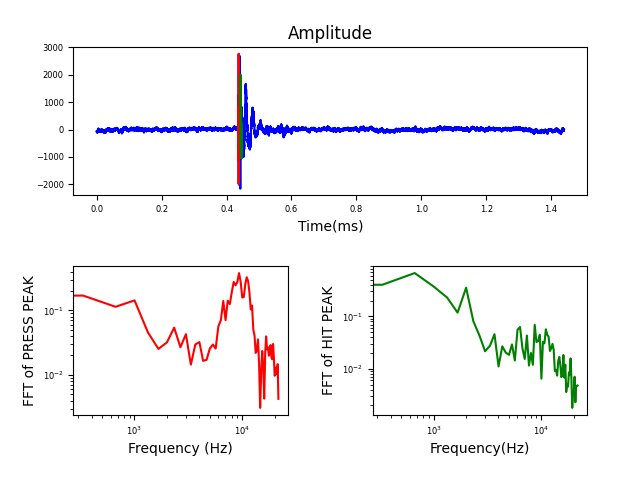 Amplitude
3000
2000
1000
0
−1000
−2000
0.0 0.2 0.4 0.6 0.8 1.0 1.2 1.4
Time(ms)
FFT of PRESS PEAK
10⁻¹
10⁻²
10³ 10⁴
Frequency (Hz)
FFT of HIT PEAK
10⁻¹
10⁻²
10³ 10⁴
Frequency(Hz)